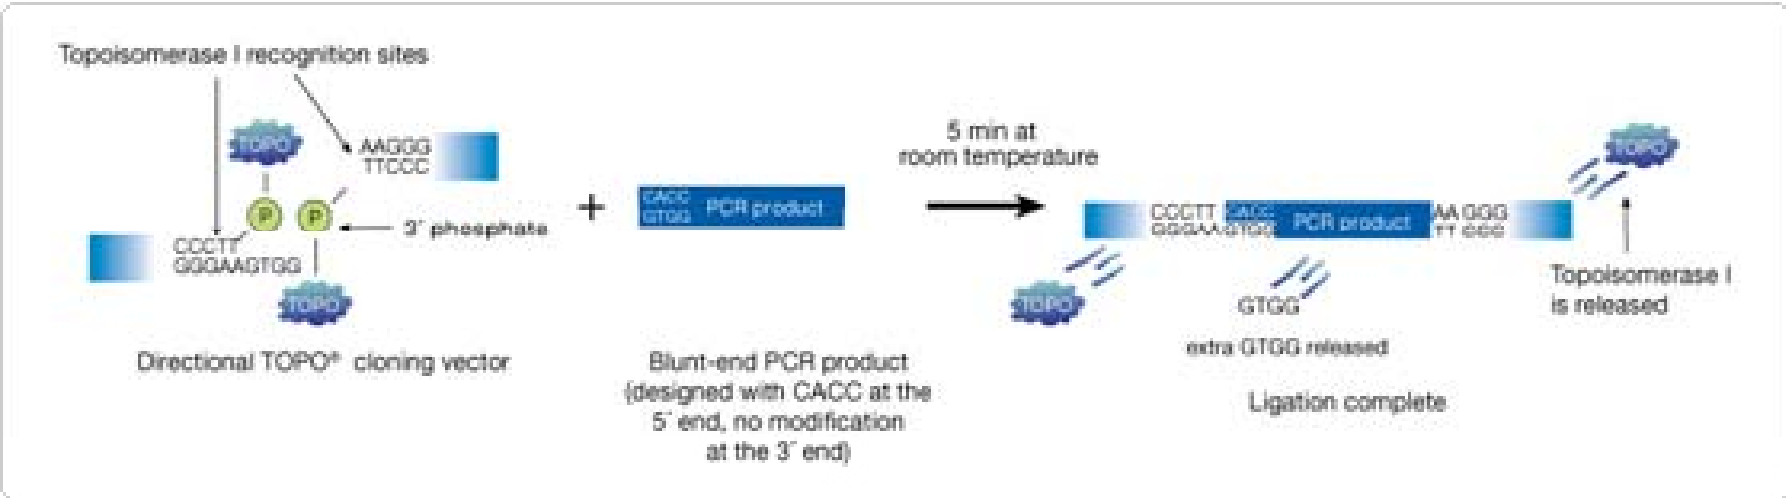 Topoisomerase I recognition sites
TOPO
AAGGG
TTCCC
P
P
3´ phosphate
CCCTT
GGGAAGTGG
TOPO
Directional TOPO® cloning vector
+
CACC
GTGG
PCR product
Blunt-end PCR product
(designed with CACC at the
5´ end, no modification
at the 3´ end)
5 min at
room temperature
TOPO
CCCTT CACC PCR product AA GGG
GGGAA GTGG
TOPO
GTGG
extra GTGG released
Ligation complete
Topoisomerase I
is released